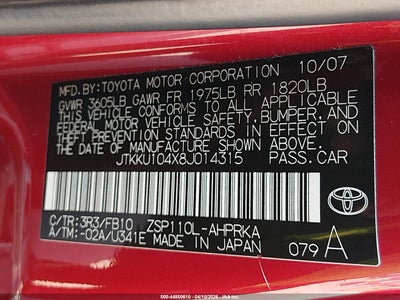 MFD BY: TOYOTA MOTOR CORPORATION 10/07
GVWR 3605LB GAWR FR 1975LB RR 1820LB
THIS VEHICLE CONFORMS TO ALL APPLICABLE
FEDERAL MOTOR VEHICLE SAFETY, BUMPER, AND
THEFT PREVENTION STANDARDS IN EFFECT ON
THE DATE OF MANUFACTURE SHOWN ABOVE.
JTKKU104X8J014315 PASS.CAR
C/TR: 3R3/FB10 ZSP110L-AHPRKA
A/TM: -02A/U341E MADE IN JAPAN
079A
TOYOTA
000-44850610 - 04/10/2026 -